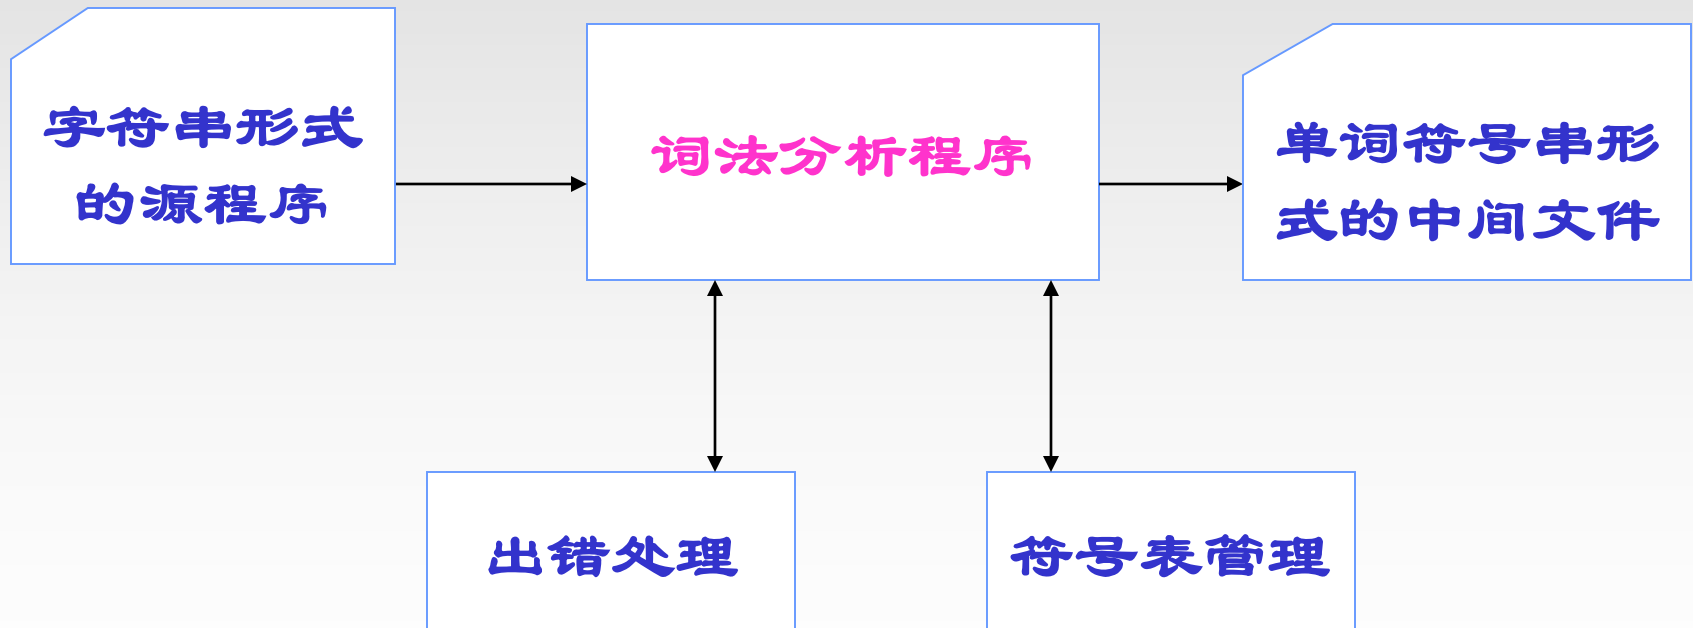 字符串形式
的源程序
词法分析程序
单词符号串形
式的中间文件
出错处理
符号表管理